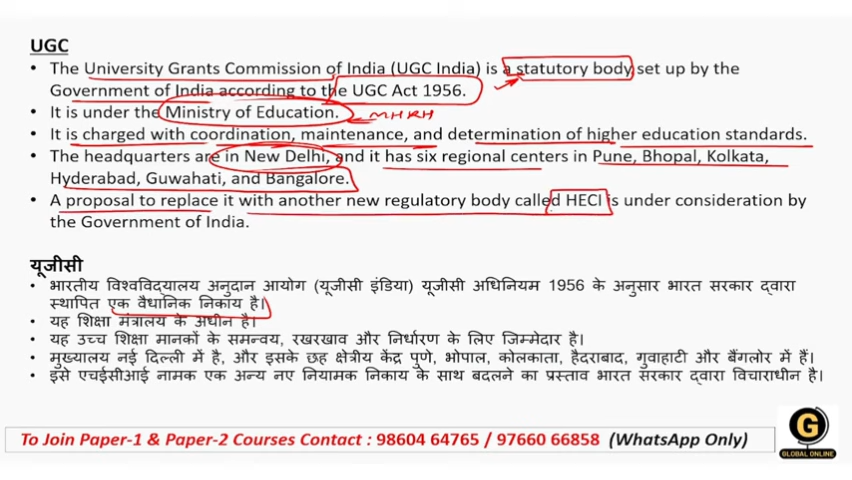 UGC
• The University Grants Commission of India (UGC India) is a statutory body set up by the
Government of India according to the UGC Act 1956.
• It is under the Ministry of Education. MHRH
• It is charged with coordination, maintenance, and determination of higher education standards.
• The headquarters are in New Delhi, and it has six regional centers in Pune, Bhopal, Kolkata,
Hyderabad, Guwahati, and Bangalore.
• A proposal to replace it with another new regulatory body called HECI is under consideration by
the Government of India.
यूजीसी
• भारतीय विश्वविद्यालय अनुदान आयोग (यूजीसी इंडिया) यूजीसी अधिनियम 1956 के अनुसार भारत सरकार द्वारा
स्थापित एक वैधानिक निकाय है।
• यह शिक्षा मंत्रालय के अधीन है।
• यह उच्च शिक्षा मानकों के समन्वय, रखरखाव और निर्धारण के लिए जिम्मेदार है।
• मुख्यालय नई दिल्ली में है, और इसके छह क्षेत्रीय केंद्र पुणे, भोपाल, कोलकाता, हैदराबाद, गुवाहाटी और बैंगलोर में हैं।
• इसे एचईसीआई नामक एक अन्य नए नियामक निकाय के साथ बदलने का प्रस्ताव भारत सरकार द्वारा विचाराधीन है।
To Join Paper-1 & Paper-2 Courses Contact : 98604 64765 / 97660 66858 (WhatsApp Only)
G
GLOBAL ONLINE